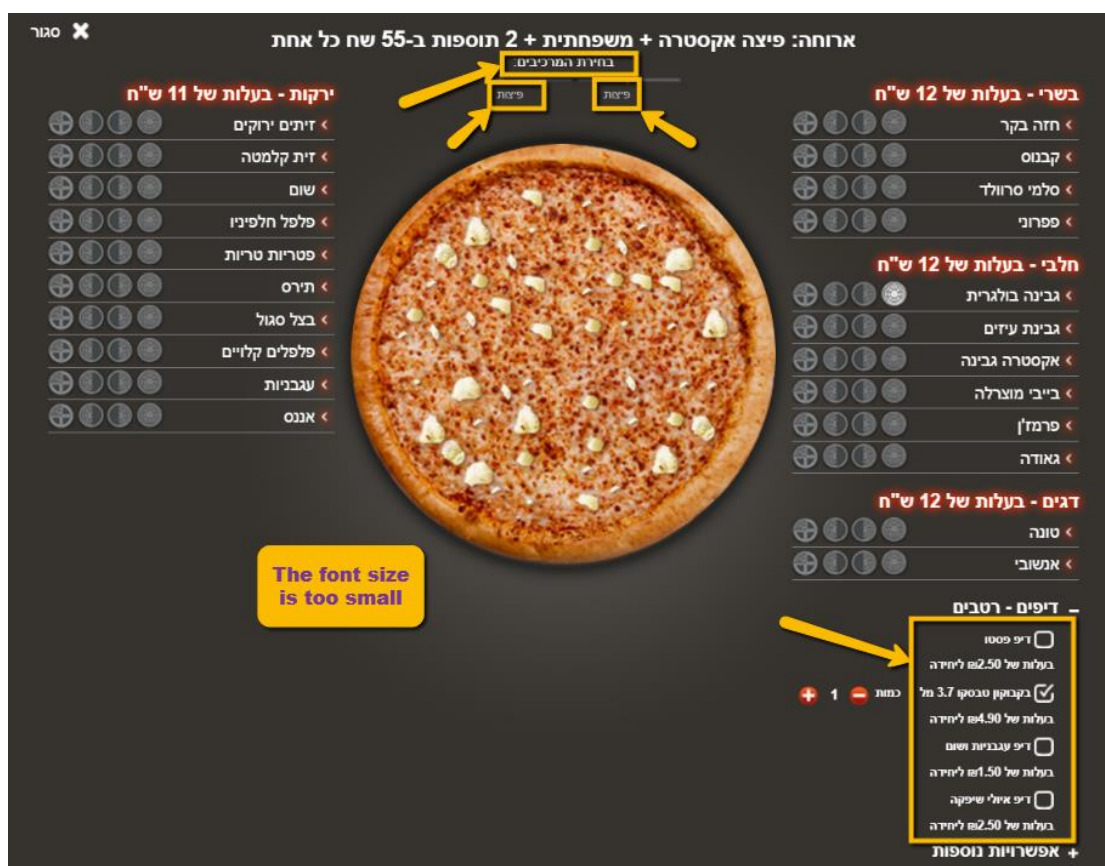 סגור
ארוחה: פיצה אקסטרה + משפחתית + 2 תוספות ב-55 שח כל אחת
בחירת המרכיבים:
פיצות
פיצות
בשרי - בעלות של 12 ש"ח
חזה בקר
קבנוס
סלמי סרוולד
פפרוני
חלבי - בעלות של 12 ש"ח
גבינה בולגרית
גבינת עיזים
אקסטרה גבינה
בייבי מוצרלה
פרמז'ן
גאודה
דגים - בעלות של 12 ש"ח
טונה
אנשובי
דיפים - רטבים
דיפ פסטו
בעלות של ₪2.50 ליחידה
בקבוקון טבסקו 3.7 מל
כמות 1
בעלות של ₪4.90 ליחידה
דיפ עגבניות ושום
בעלות של ₪1.50 ליחידה
דיפ איולי שיפקה
בעלות של ₪2.50 ליחידה
+ אפשרויות נוספות
ירקות - בעלות של 11 ש"ח
זיתים ירוקים
זית קלמטה
שום
פלפל חלפיניו
פטריות טריות
תירס
בצל סגול
פלפלים קלויים
עגבניות
אננס
The font size
is too small